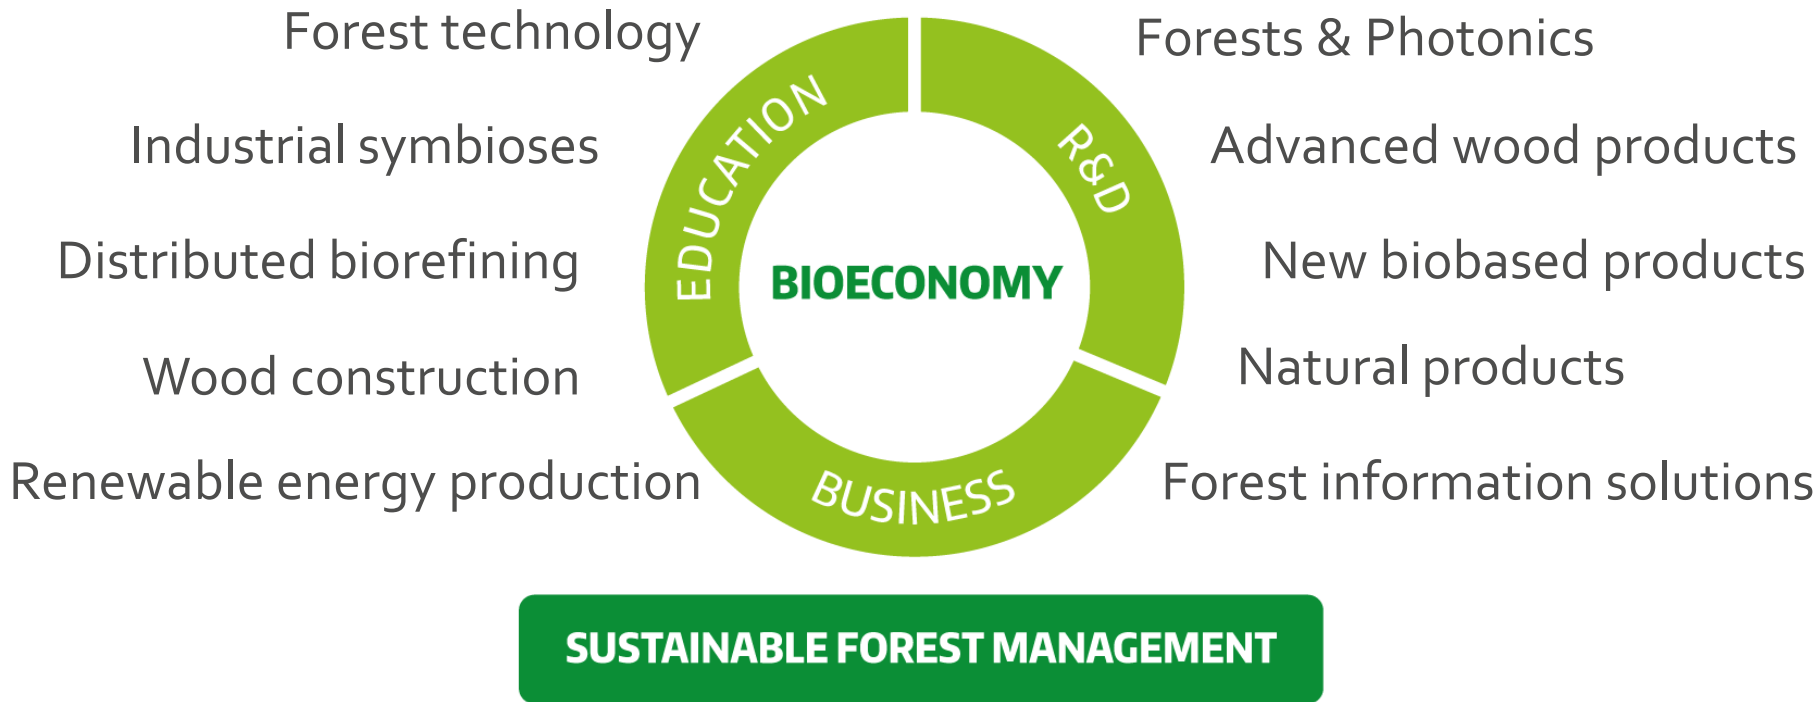 Forest technology
Industrial symbioses
Distributed biorefining
Wood construction
Renewable energy production
EDUCATION
R&D
BIOECONOMY
BUSINESS
Forests & Photonics
Advanced wood products
New biobased products
Natural products
Forest information solutions
SUSTAINABLE FOREST MANAGEMENT